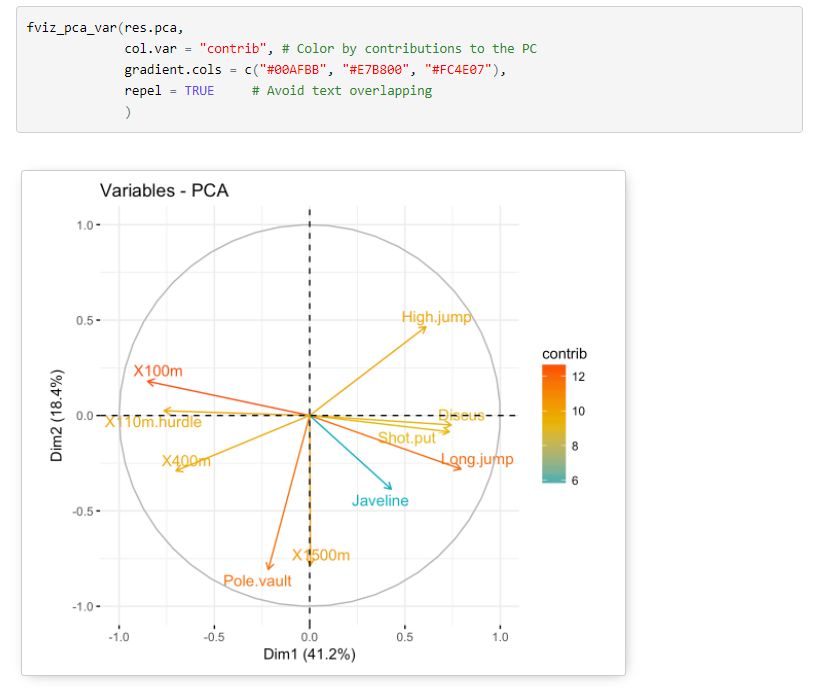 fviz_pca_var(res.pca,
col.var = "contrib", # Color by contributions to the PC
gradient.cols = c("#00AFBB", "#E7B800", "#FC4E07"),
repel = TRUE # Avoid text overlapping
)
Variables - PCA
1.0
0.5
0.0
-0.5
-1.0
Dim2 (18.4%)
High.jump
X100m
Discus
X110m.hurdle
Shot.put
X400m
Long.jump
Javeline
X1500m
Pole.vault
-1.0 -0.5 0.0 0.5 1.0
Dim1 (41.2%)
contrib
12
10
8
6